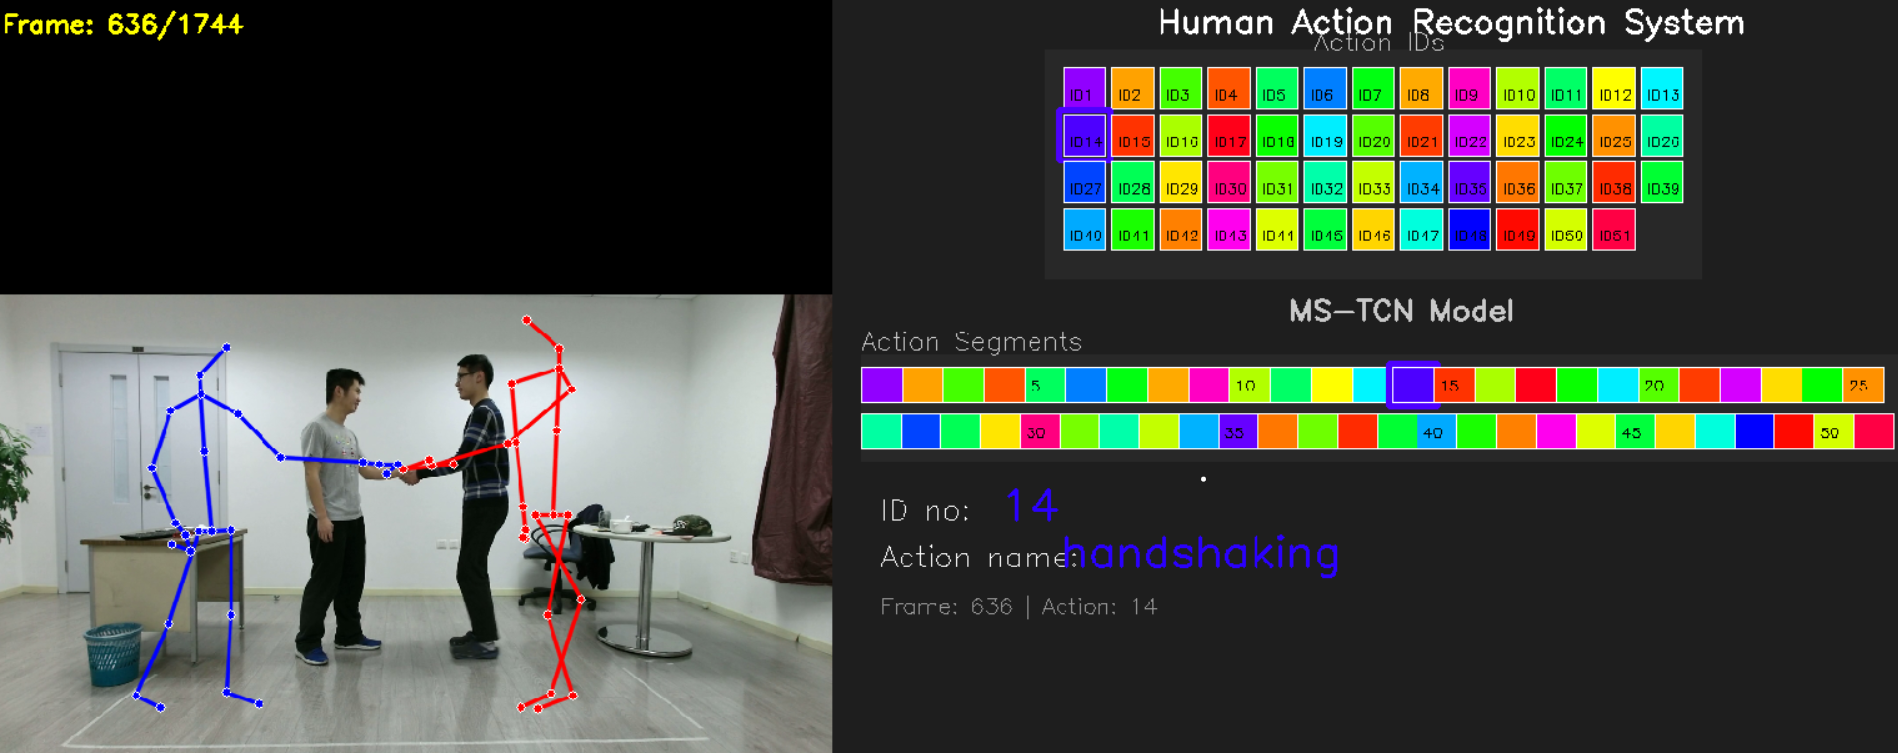 Frame: 636/1744
Human Action Recognition System
Action IDs
ID1 ID2 ID3 ID4 ID5 ID6 ID7 ID8 ID9 ID10 ID11 ID12 ID13
ID14 ID15 ID16 ID17 ID18 ID19 ID20 ID21 ID22 ID23 ID24 ID25 ID26
ID27 ID28 ID29 ID30 ID31 ID32 ID33 ID34 ID35 ID36 ID37 ID38 ID39
ID40 ID41 ID42 ID43 ID44 ID45 ID46 ID47 ID48 ID49 ID50 ID51
MS-TCN Model
Action Segments
5 10 15 20 25
30 35 40 45 50
ID no: 14
Action name: handshaking
Frame: 636 | Action: 14